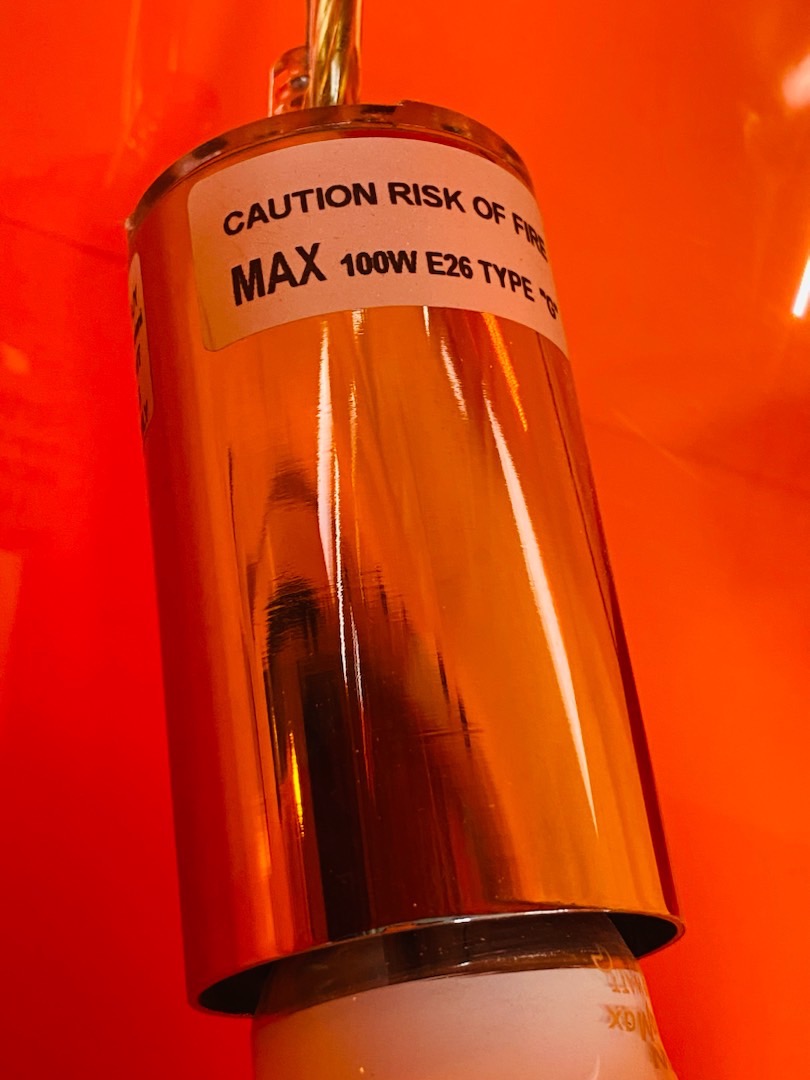 CAUTION RISK OF FIRE
MAX 100W E26 TYPE "G"